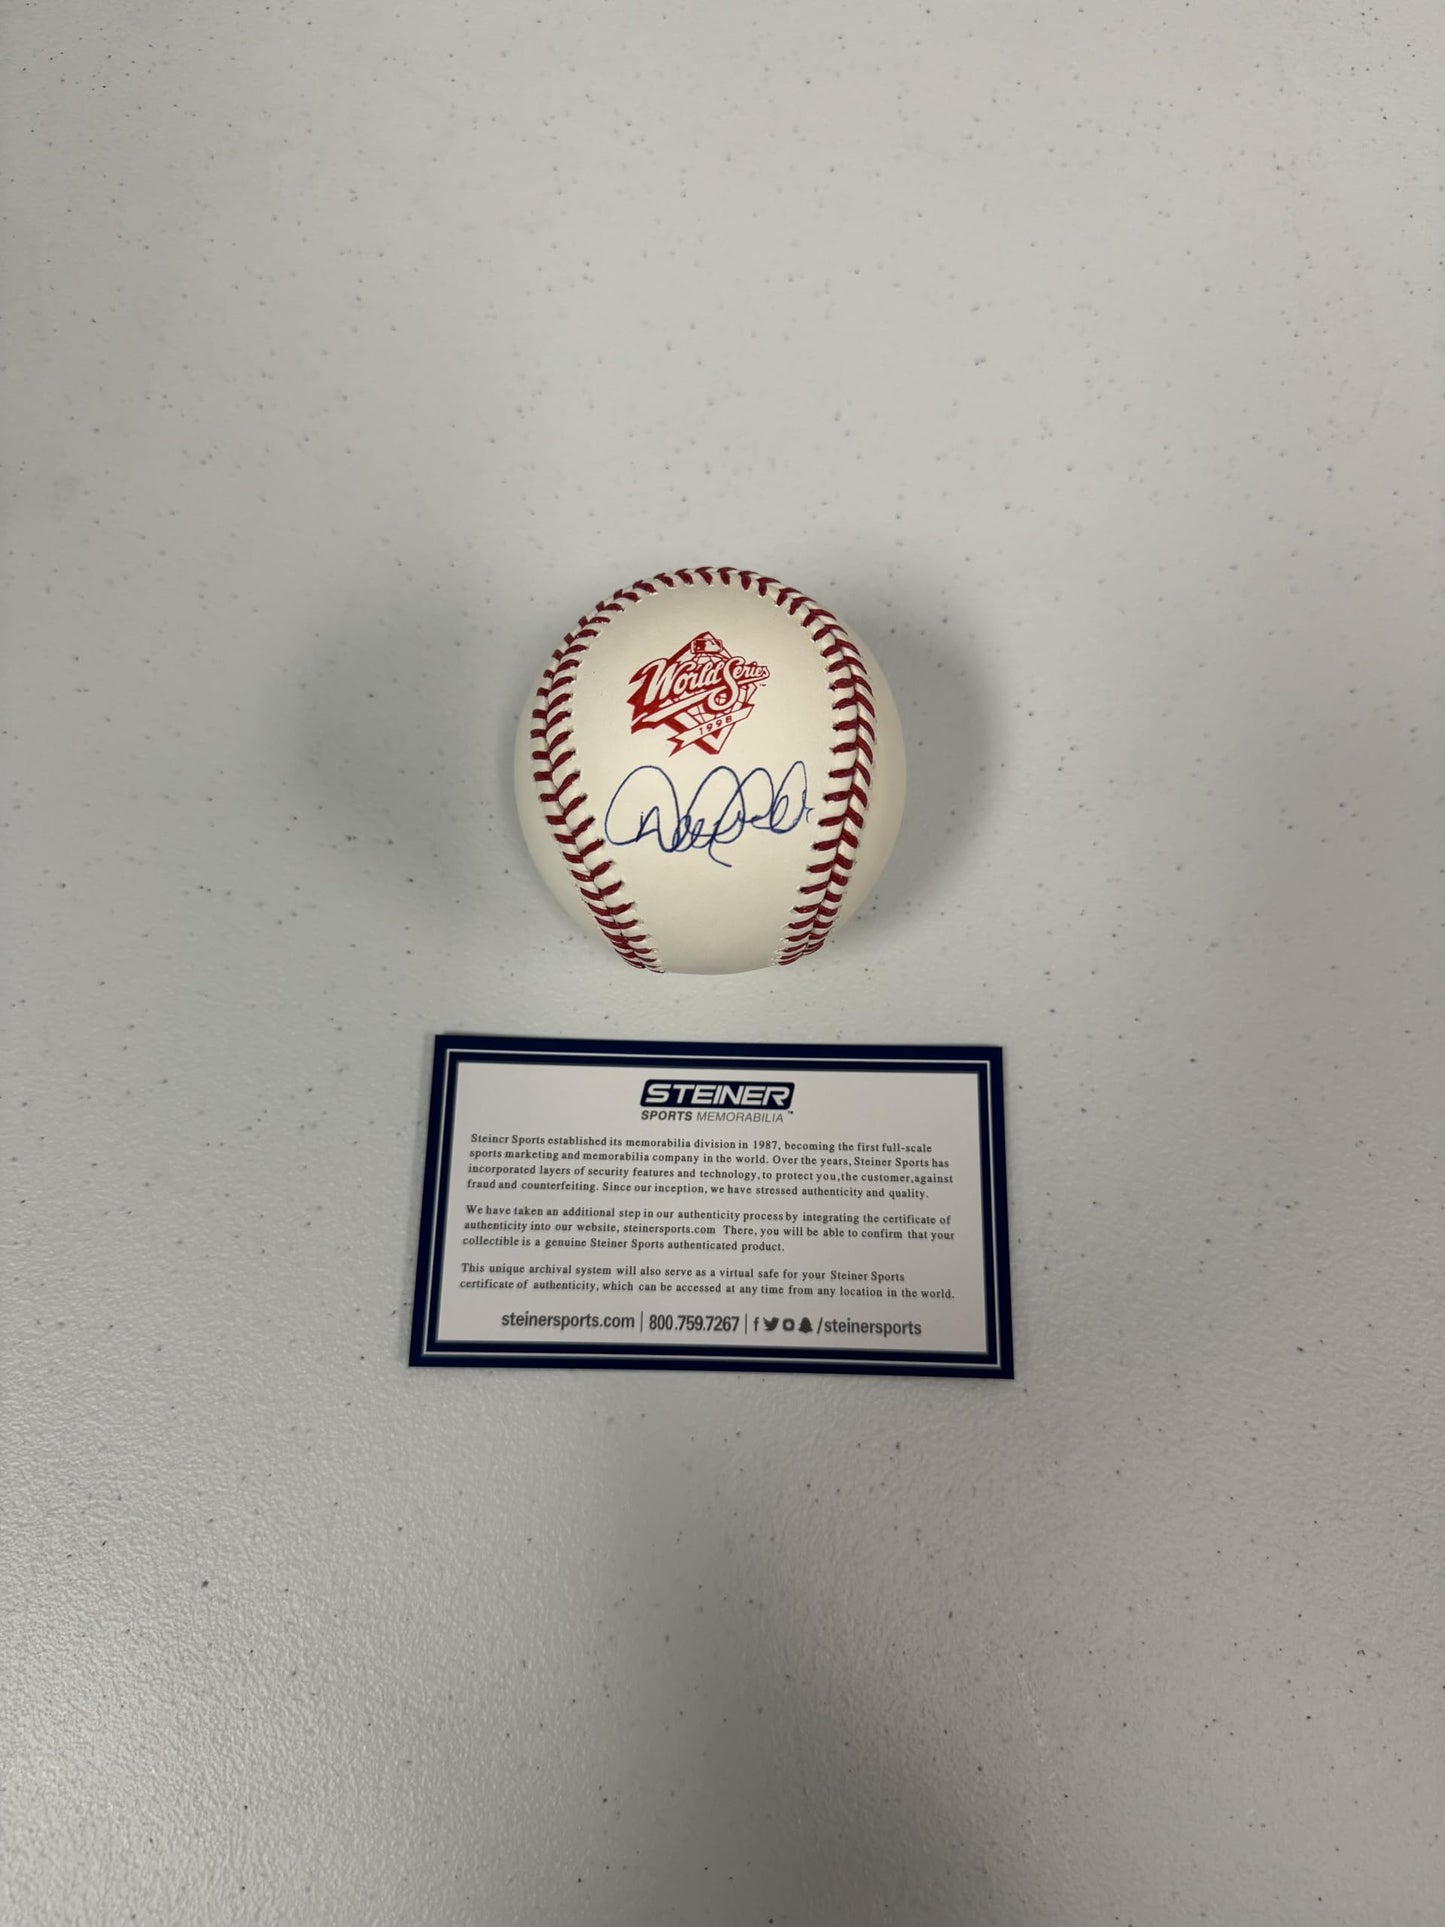 World Series
TM
1998
STEINER
SPORTS MEMORABILIA™
Steiner Sports established its memorabilia division in 1987, becoming the first full-scale
sports marketing and memorabilia company in the world. Over the years, Steiner Sports has
incorporated layers of security features and technology, to protect you, the customer, against
fraud and counterfeiting. Since our inception, we have stressed authenticity and quality.
We have taken an additional step in our authenticity process by integrating the certificate of
authenticity into our website, steinersports.com There, you will be able to confirm that your
collectible is a genuine Steiner Sports authenticated product.
This unique archival system will also serve as a virtual safe for your Steiner Sports
certificate of authenticity, which can be accessed at any time from any location in the world.
steinersports.com | 800.759.7267 | f /steinersports